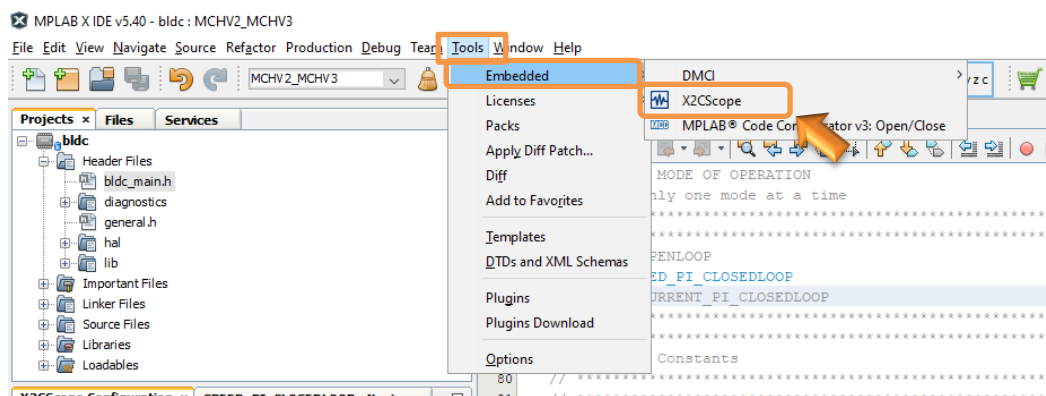 MPLAB X IDE v5.40 - bldc : MCHV2_MCHV3
File Edit View Navigate Source Refactor Production Debug Team Tools Window Help
MCHV2_MCHV3
Embedded
DMCI
Licenses
X2CScope
Packs
MPLAB® Code v3: Open/Close
Apply Diff Patch...
Diff
Add to Favorites
Templates
DTDs and XML Schemas
Plugins
Plugins Download
Options
Projects × Files Services
bldc
Header Files
bldc_main.h
diagnostics
general.h
hal
lib
Important Files
Linker Files
Source Files
Libraries
Loadables
MODE OF OPERATION
one mode at a time
*****************************************
*****************************************
PENLOOP
ED_PI_CLOSEDLOOP
URRENT_PI_CLOSEDLOOP
*****************************************
*****************************************
Constants
80 // *****************************************